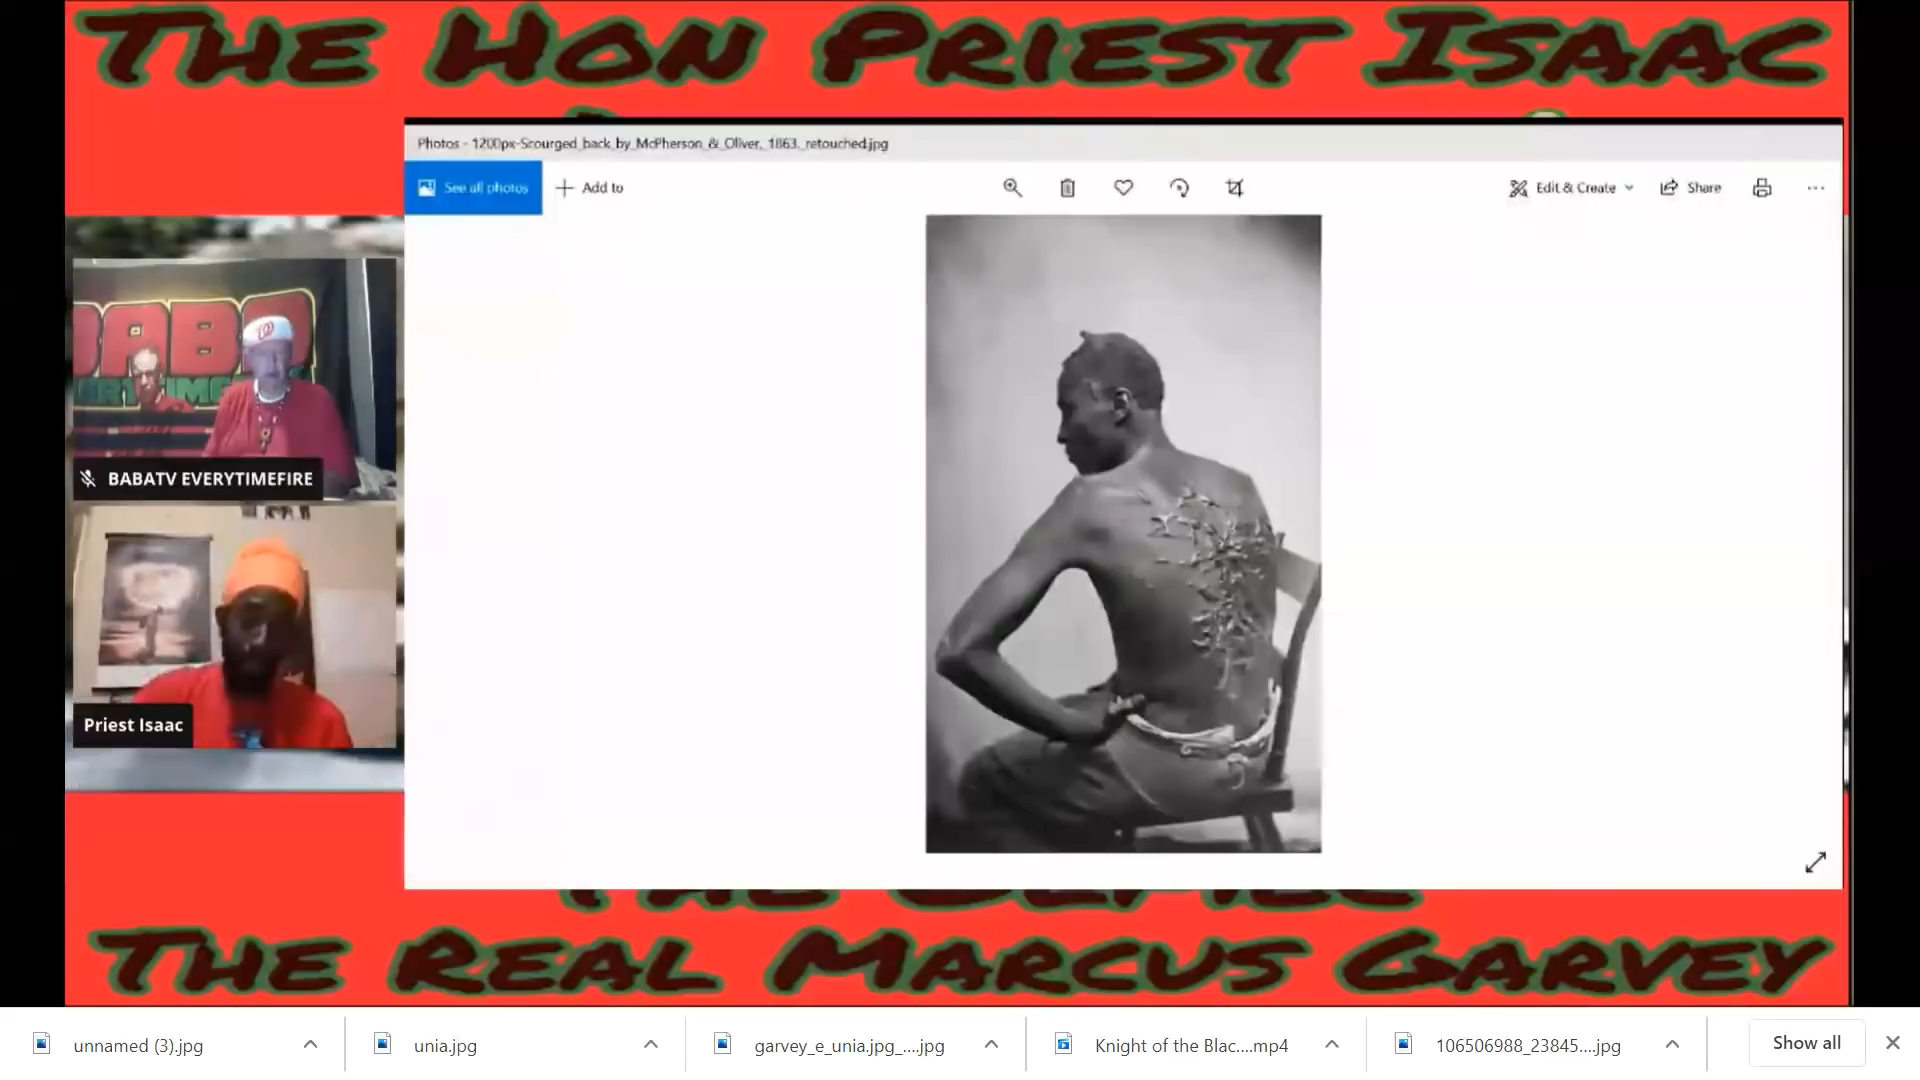 THE HON PRIEST ISAAC
Photos - 1200px-Scourged_back_by_McPherson_&_Oliver,_1863,_retouched.jpg
See all photos
Add to
Edit & Create
Share
BABA
BABATV EVERYTIMEFIRE
Priest Isaac
THE REAL MARCUS GARVEY
unnamed (3).jpg
unia.jpg
garvey_e_unia.jpg_....jpg
Knight of the Blac....mp4
106506988_23845....jpg
Show all